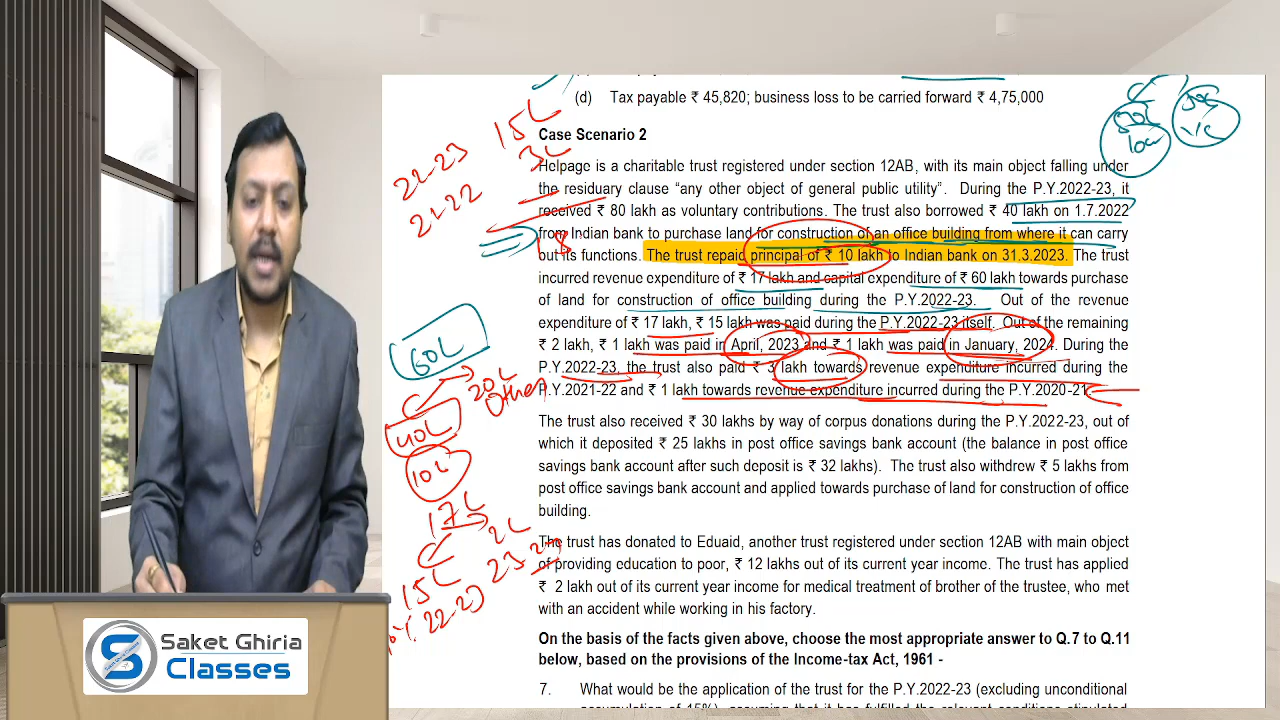 (d) Tax payable ₹ 45,820; business loss to be carried forward ₹ 4,75,000
Case Scenario 2
Helpage is a charitable trust registered under section 12AB, with its main object falling under
the residuary clause “any other object of general public utility”. During the P.Y.2022-23, it
received ₹ 80 lakh as voluntary contributions. The trust also borrowed ₹ 40 lakh on 1.7.2022
from Indian bank to purchase land for construction of an office building from where it can carry
out its functions. The trust repaid principal of ₹ 10 lakh to Indian bank on 31.3.2023. The trust
incurred revenue expenditure of ₹ 17 lakh and capital expenditure of ₹ 60 lakh towards purchase
of land for construction of office building during the P.Y.2022-23. Out of the revenue
expenditure of ₹ 17 lakh, ₹ 15 lakh was paid during the P.Y.2022-23 itself. Out of the remaining
₹ 2 lakh, ₹ 1 lakh was paid in April, 2023 and ₹ 1 lakh was paid in January, 2024. During the
P.Y.2022-23, the trust also paid ₹ 3 lakh towards revenue expenditure incurred during the
P.Y.2021-22 and ₹ 1 lakh towards revenue expenditure incurred during the P.Y.2020-21.
The trust also received ₹ 30 lakhs by way of corpus donations during the P.Y.2022-23, out of
which it deposited ₹ 25 lakhs in post office savings bank account (the balance in post office
savings bank account after such deposit is ₹ 32 lakhs). The trust also withdrew ₹ 5 lakhs from
post office savings bank account and applied towards purchase of land for construction of office
building.
The trust has donated to Eduaid, another trust registered under section 12AB with main object
of providing education to poor, ₹ 12 lakhs out of its current year income. The trust has applied
₹ 2 lakh out of its current year income for medical treatment of brother of the trustee, who met
with an accident while working in his factory.
On the basis of the facts given above, choose the most appropriate answer to Q.7 to Q.11
below, based on the provisions of the Income-tax Act, 1961 -
7. What would be the application of the trust for the P.Y.2022-23 (excluding unconditional
22-23 15L
21-22 3L
18
60L
20L
Other
40L
10L
17L
2L
15L 23-24
P.Y. 22-23
Saket Ghiria
Classes